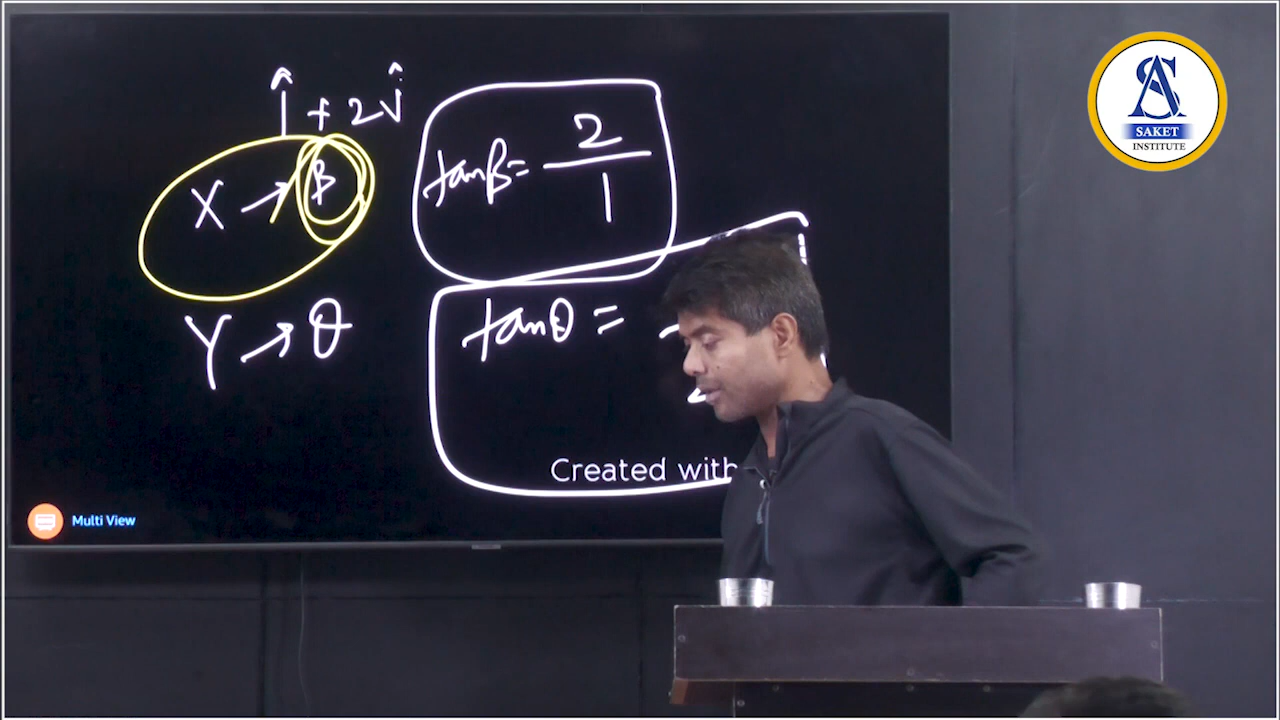 î + 2ĵ
X → β
tanβ = 2/1
Y → θ
tanθ =
Created with
Multi View
SAKET
INSTITUTE